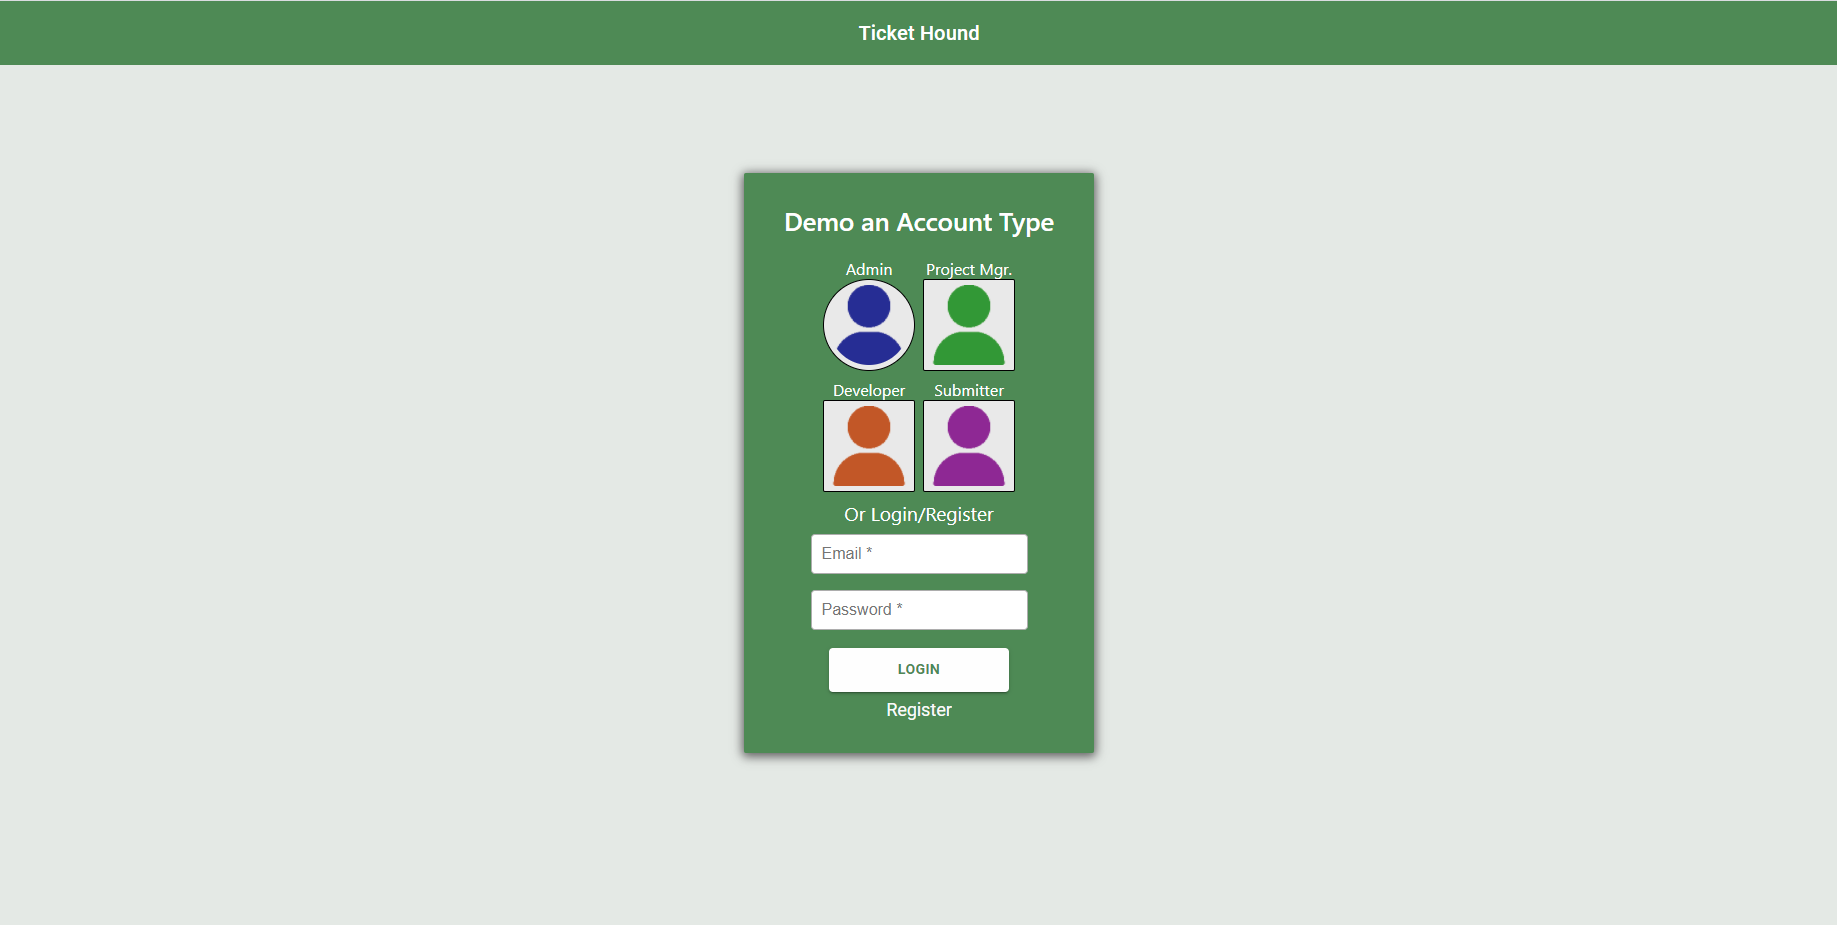 Ticket Hound
Demo an Account Type
Admin Project Mgr.
Developer Submitter
Or Login/Register
Email *
Password *
LOGIN
Register